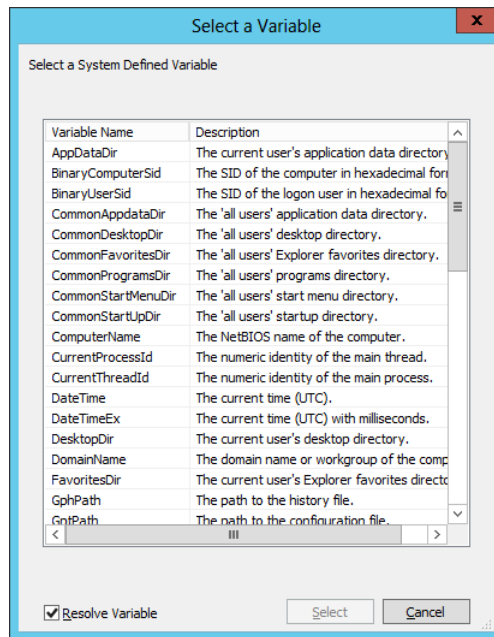 Select a Variable
x
Select a System Defined Variable
Variable Name Description
AppDataDir The current user's application data directory
BinaryComputerSid The SID of the computer in hexadecimal
BinaryUserSid The SID of the logon user in hexadecimal
CommonAppdataDir The 'all users' application data directory.
CommonDesktopDir The 'all users' desktop directory.
CommonFavoritesDir The 'all users' Explorer favorites directory.
CommonProgramsDir The 'all users' programs directory.
CommonStartMenuDir The 'all users' start menu directory.
CommonStartUpDir The 'all users' startup directory.
ComputerName The NetBIOS name of the computer.
CurrentProcessId The numeric identity of the main thread.
CurrentThreadId The numeric identity of the main process.
DateTime The current time (UTC).
DateTimeEx The current time (UTC) with milliseconds.
DesktopDir The current user's desktop directory.
DomainName The domain name or workgroup of the comp
FavoritesDir The current user's Explorer favorites directo
GphPath The path to the history file.
GptPath The path to the configuration file.
Resolve Variable Select Cancel